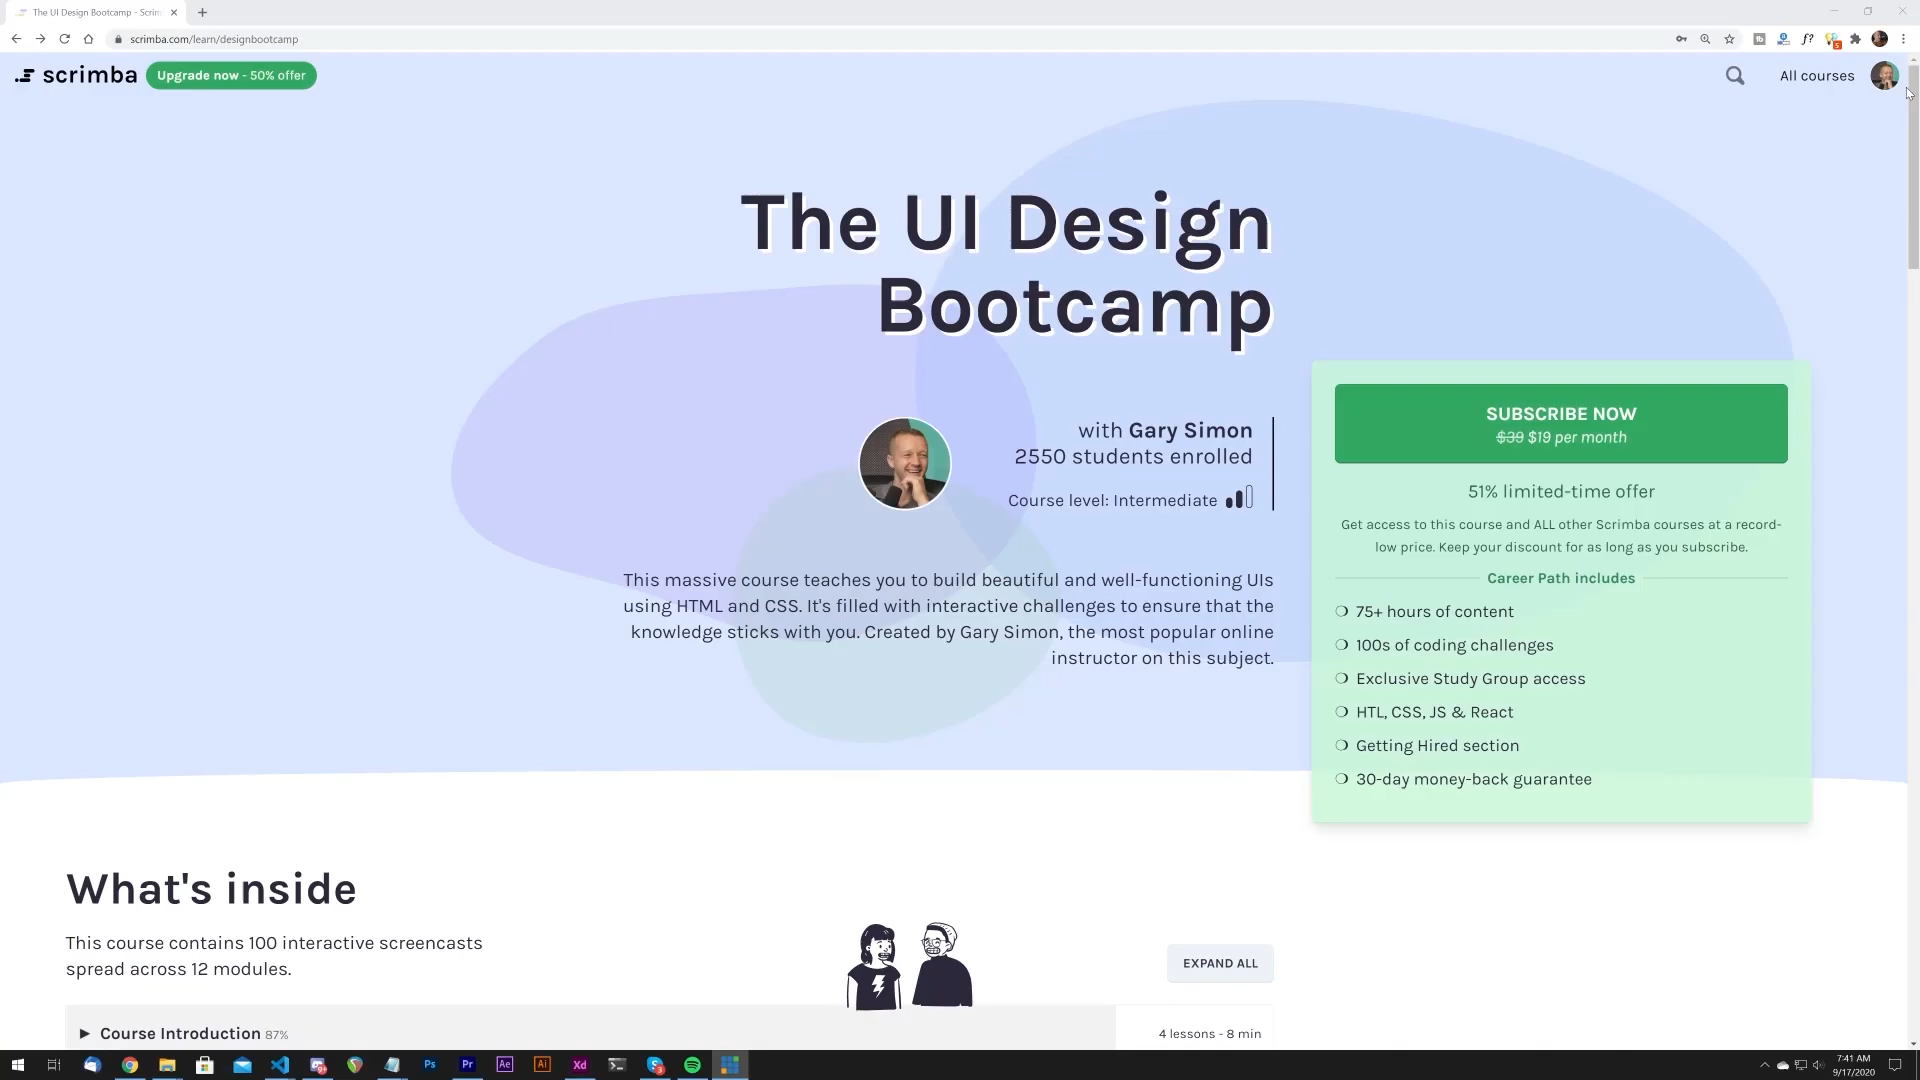 The UI Design Bootcamp - Scrim
scrimba.com/learn/designbootcamp
scrimba
Upgrade now - 50% offer
All courses
The UI Design
Bootcamp
with Gary Simon
2550 students enrolled
Course level: Intermediate
This massive course teaches you to build beautiful and well-functioning UIs
using HTML and CSS. It's filled with interactive challenges to ensure that the
knowledge sticks with you. Created by Gary Simon, the most popular online
instructor on this subject.
SUBSCRIBE NOW
$39 $19 per month
51% limited-time offer
Get access to this course and ALL other Scrimba courses at a record-
low price. Keep your discount for as long as you subscribe.
Career Path includes
75+ hours of content
100s of coding challenges
Exclusive Study Group access
HTL, CSS, JS & React
Getting Hired section
30-day money-back guarantee
What's inside
This course contains 100 interactive screencasts
spread across 12 modules.
EXPAND ALL
Course Introduction 87%
4 lessons - 8 min
Ps
Pr
Ae
Ai
Xd
7:41 AM
9/17/2020